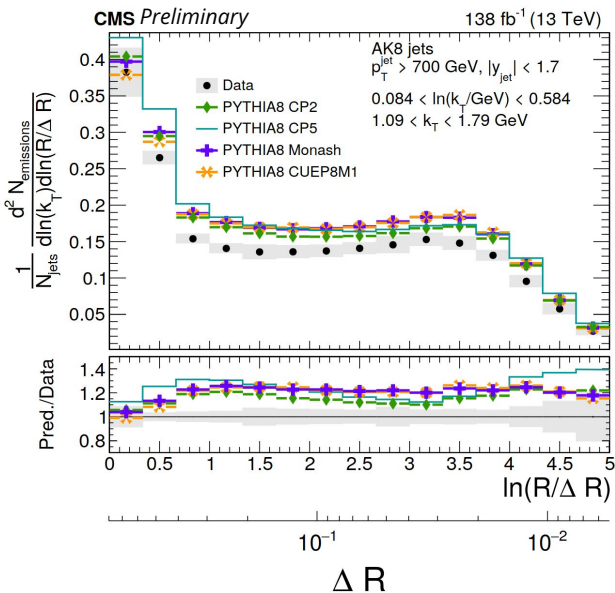 CMS Preliminary
138 fb⁻¹ (13 TeV)
AK8 jets
p_T^jet > 700 GeV, |y_jet| < 1.7
0.084 < ln(k_T/GeV) < 0.584
1.09 < k_T < 1.79 GeV
Data
PYTHIA8 CP2
PYTHIA8 CP5
PYTHIA8 Monash
PYTHIA8 CUEP8M1
1/N_jets d² N_emissions/dln(k_T)dln(R/Δ R)
0.4
0.35
0.3
0.25
0.2
0.15
0.1
0.05
Pred./Data
1.4
1.2
1
0.8
0 0.5 1 1.5 2 2.5 3 3.5 4 4.5 5
ln(R/Δ R)
10⁻¹ 10⁻²
Δ R